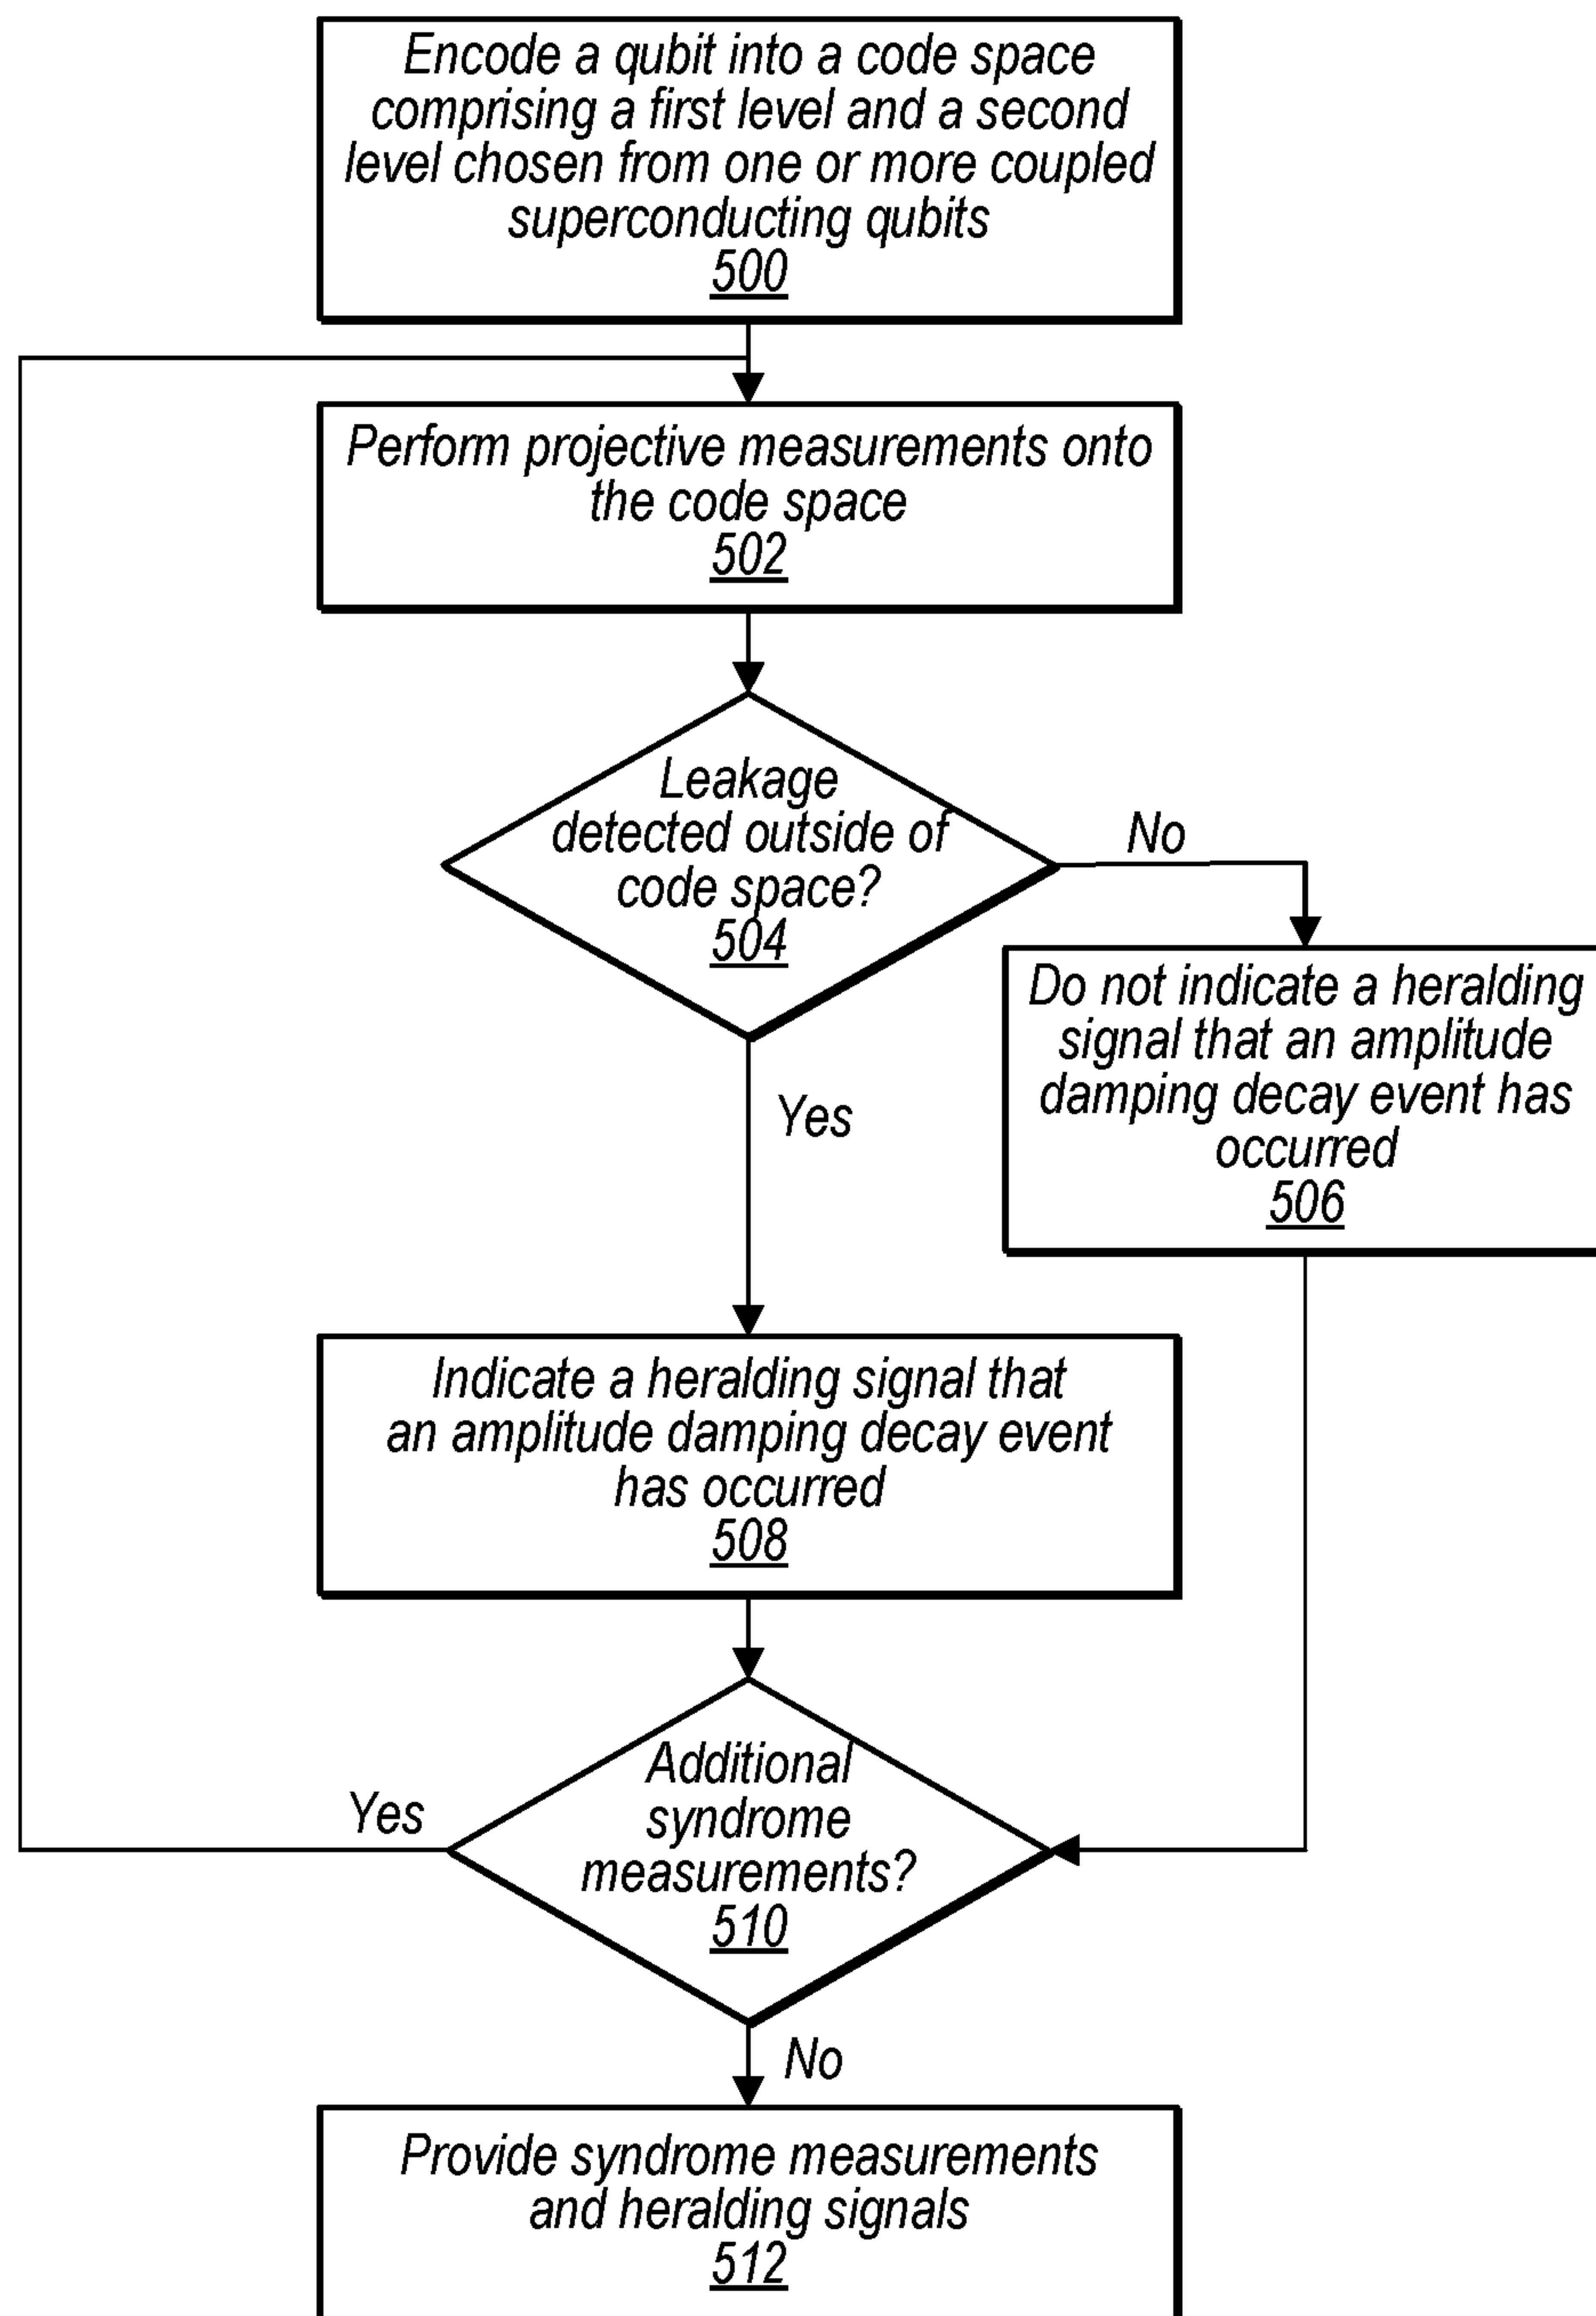 Encode a qubit into a code space
comprising a first level and a second
level chosen from one or more coupled
superconducting qubits
500
Perform projective measurements onto
the code space
502
Leakage
detected outside of
code space?
504
No
Do not indicate a heralding
signal that an amplitude
damping decay event has
occurred
506
Yes
Indicate a heralding signal that
an amplitude damping decay event
has occurred
508
Additional
syndrome
measurements?
510
Yes
No
Provide syndrome measurements
and heralding signals
512